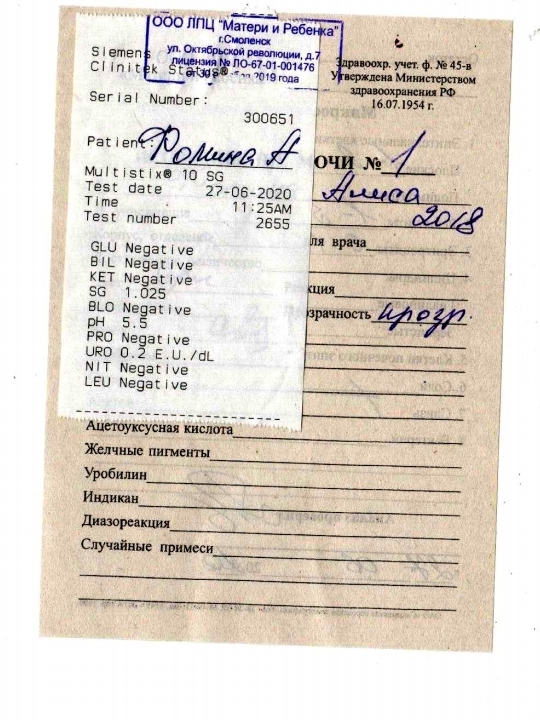 ООО ЛПЦ "Матери и Ребенка"
г.Смоленск
ул. Октябрьской революции, д.7
лицензия № ЛО-67-01-001476
2019 года
Siemens
Clinitek Status®
Serial Number:
300651
Patient: Фомина А
Multistix® 10 SG
Test date 27-06-2020
Time 11:25AM
Test number 2655
GLU Negative
BIL Negative
KET Negative
SG 1.025
BLO Negative
pH 5.5
PRO Negative
URO 0.2 E.U./dL
NIT Negative
LEU Negative
Здравоохр. учет. ф. № 45-в
Утверждена Министерством
здравоохранения РФ
16.07.1954 г.
ОЧИ № 1
Алиса
2018
ля врача
кция
розрачность прозр.
Ацетоуксусная кислота
Желчные пигменты
Уробилин
Индикан
Диазореакция
Случайные примеси